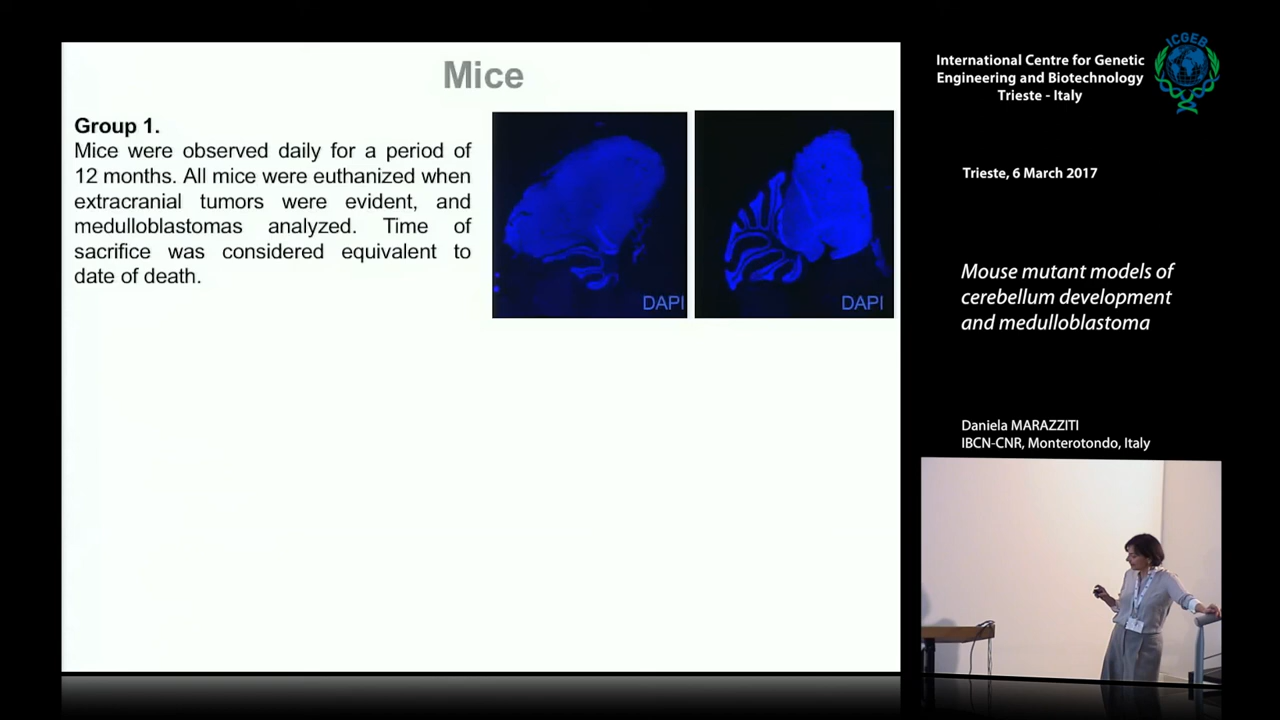 Mice
Group 1.
Mice were observed daily for a period of
12 months. All mice were euthanized when
extracranial tumors were evident, and
medulloblastomas analyzed. Time of
sacrifice was considered equivalent to
date of death.
DAPI
DAPI
ICGEB
International Centre for Genetic
Engineering and Biotechnology
Trieste - Italy
Trieste, 6 March 2017
Mouse mutant models of
cerebellum development
and medulloblastoma
Daniela MARAZZITI
IBCN-CNR, Monterotondo, Italy